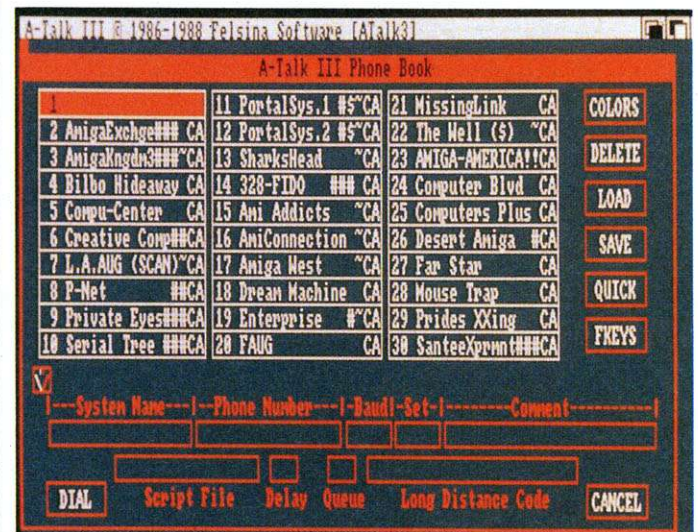 A-Talk III © 1986-1988 Felsina Software [ATalk3]
A-Talk III Phone Book
1
2 AmigaExchge### CA
3 AmigaKngdm3###~CA
4 Bilbo Hideaway CA
5 Compu-Center CA
6 Creative Comp##CA
7 L.A.AUG (SCAN)~CA
8 P-Net ##CA
9 Private Eyes###CA
10 Serial Tree ###CA
11 PortalSys.1 #$~CA
12 PortalSys.2 #$~CA
13 SharksHead ~CA
14 328-FIDO ### CA
15 Ami Addicts ~CA
16 AmiConnection ~CA
17 Amiga West ~CA
18 Dream Machine CA
19 Enterprise #~CA
20 FAUG CA
21 MissingLink CA
22 The Well ($) ~CA
23 AMIGA-AMERICA!!CA
24 Computer Blvd CA
25 Computers Plus CA
26 Desert Amiga #CA
27 Far Star CA
28 Mouse Trap CA
29 Prides XXing CA
30 SanteeXprmnt###CA
COLORS
DELETE
LOAD
SAVE
QUICK
FKEYS
V
|---System Name---|--Phone Number---|-Baud|-Set-|--------Comment-----------|
Script File Delay Queue Long Distance Code
DIAL
CANCEL